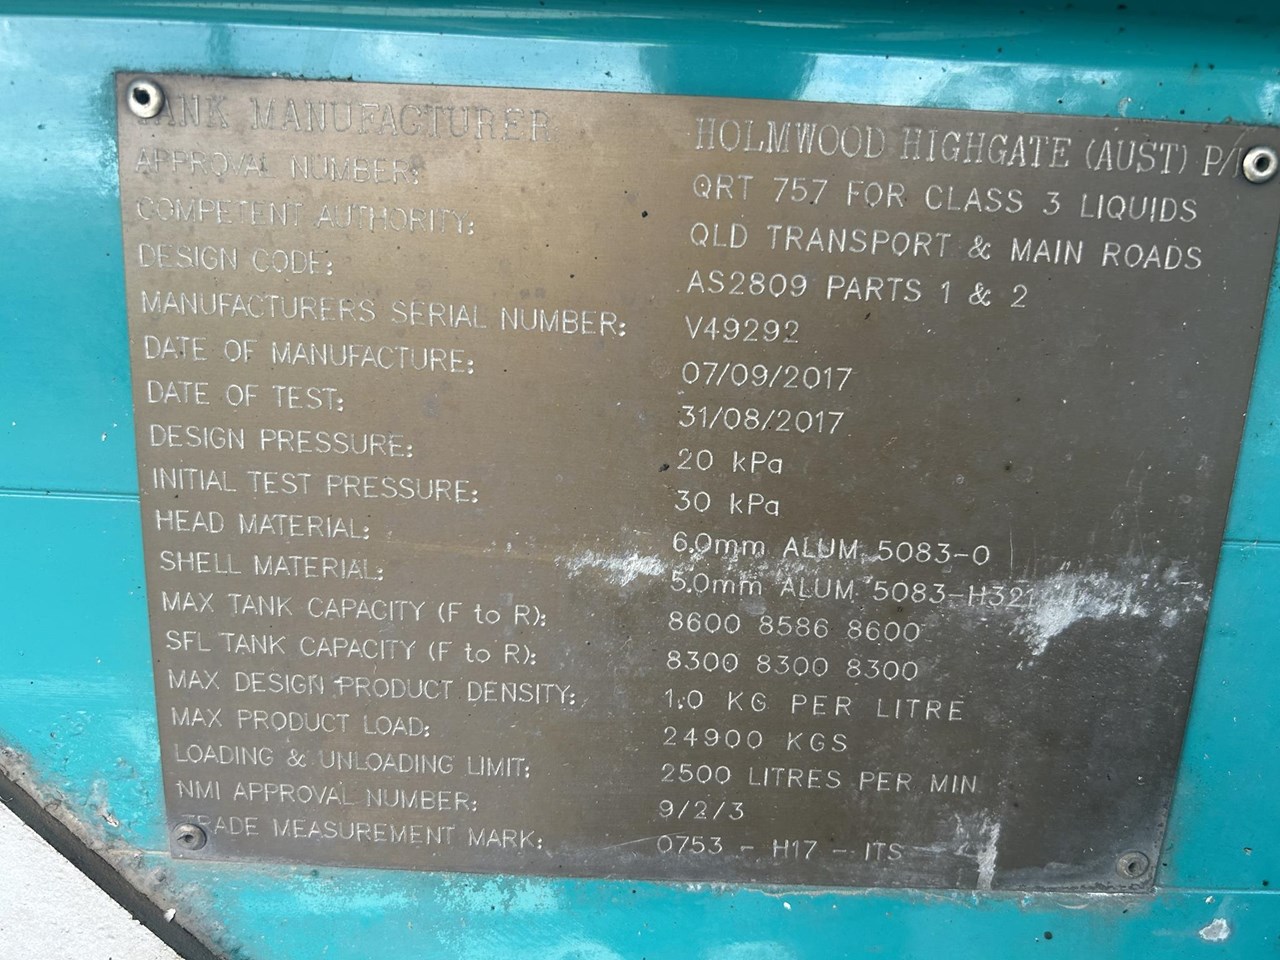 TANK MANUFACTURER HOLMWOOD HIGHGATE (AUST) P/L
APPROVAL NUMBER: QRT 757 FOR CLASS 3 LIQUIDS
COMPETENT AUTHORITY: QLD TRANSPORT & MAIN ROADS
DESIGN CODE: AS2809 PARTS 1 & 2
MANUFACTURERS SERIAL NUMBER: V49292
DATE OF MANUFACTURE: 07/09/2017
DATE OF TEST: 31/08/2017
DESIGN PRESSURE: 20 kPa
INITIAL TEST PRESSURE: 30 kPa
HEAD MATERIAL: 6.0mm ALUM 5083-0
SHELL MATERIAL: 5.0mm ALUM 5083-H321
MAX TANK CAPACITY (F to R): 8600 8586 8600
SFL TANK CAPACITY (F to R): 8300 8300 8300
MAX DESIGN PRODUCT DENSITY: 1.0 KG PER LITRE
MAX PRODUCT LOAD: 24900 KGS
LOADING & UNLOADING LIMIT: 2500 LITRES PER MIN
NMI APPROVAL NUMBER: 9/2/3
TRADE MEASUREMENT MARK: 0753 - H17 - ITS